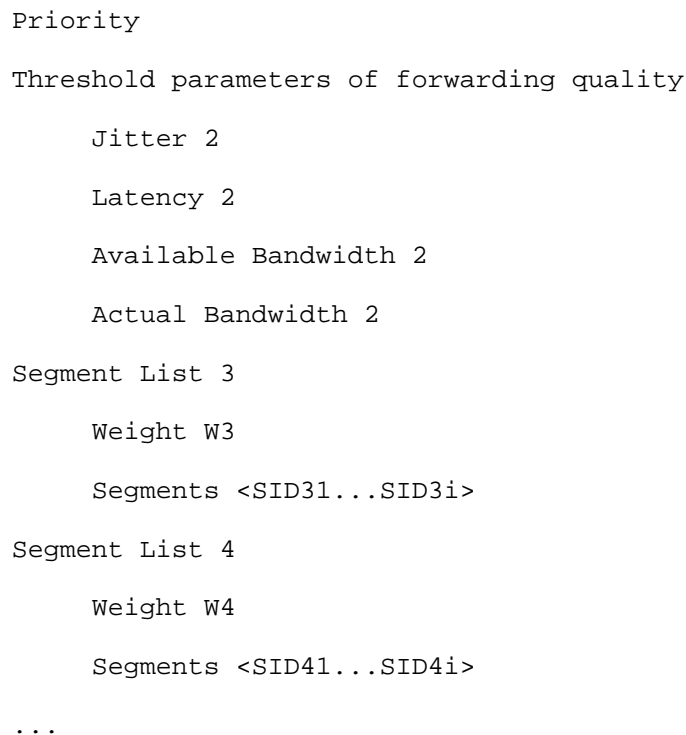 Priority
Threshold parameters of forwarding quality
Jitter 2
Latency 2
Available Bandwidth 2
Actual Bandwidth 2
Segment List 3
Weight W3
Segments <SID31...SID3i>
Segment List 4
Weight W4
Segments <SID41...SID4i>
...